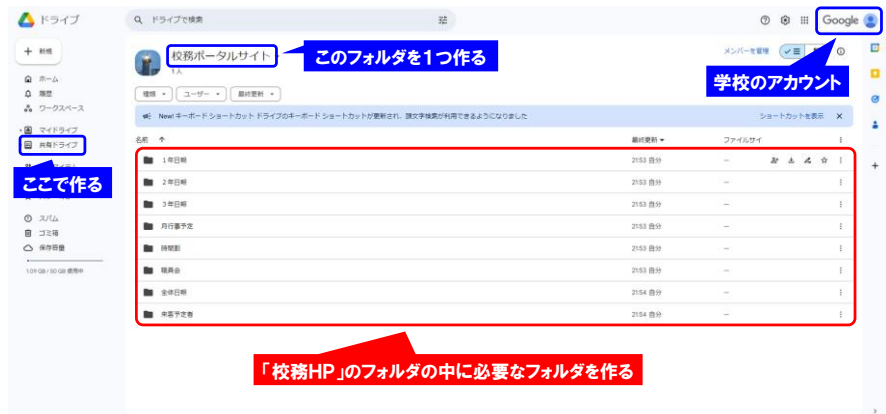 ドライブ
ドライブで検索
Google
新規
校務ポータルサイト
1人
このフォルダを1つ作る
メンバーを管理
学校のアカウント
ホーム
履歴
ワークスペース
マイドライブ
共有ドライブ
ここで作る
スパム
ゴミ箱
保存容量
1.09 GB / 50 GB 使用中
種類 ユーザー 最終更新
New! キーボード ショートカット ドライブのキーボード ショートカットが更新され、頭文字検索が利用できるようになりました
ショートカットを表示
名前 最終更新 ファイルサイ
1年日報 21:53 自分 —
2年日報 21:53 自分 —
3年日報 21:53 自分 —
月行事予定 21:53 自分 —
時間割 21:53 自分 —
職員会 21:53 自分 —
全体日報 21:54 自分 —
来客予定者 21:54 自分 —
「校務HP」のフォルダの中に必要なフォルダを作る